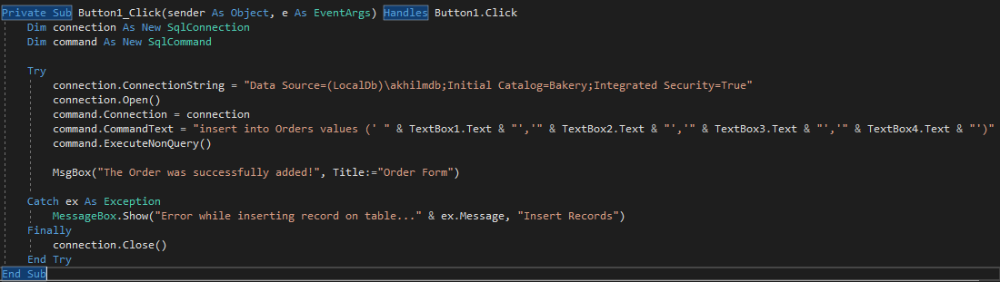 Private Sub Button1_Click(sender As Object, e As EventArgs) Handles Button1.Click
Dim connection As New SqlConnection
Dim command As New SqlCommand
Try
connection.ConnectionString = "Data Source=(LocalDb)\akhilmdb;Initial Catalog=Bakery;Integrated Security=True"
connection.Open()
command.Connection = connection
command.CommandText = "insert into Orders values (' " & TextBox1.Text & "','" & TextBox2.Text & "','" & TextBox3.Text & "','" & TextBox4.Text & "')"
command.ExecuteNonQuery()
MsgBox("The Order was successfully added!", Title:="Order Form")
Catch ex As Exception
MessageBox.Show("Error while inserting record on table..." & ex.Message, "Insert Records")
Finally
connection.Close()
End Try
End Sub